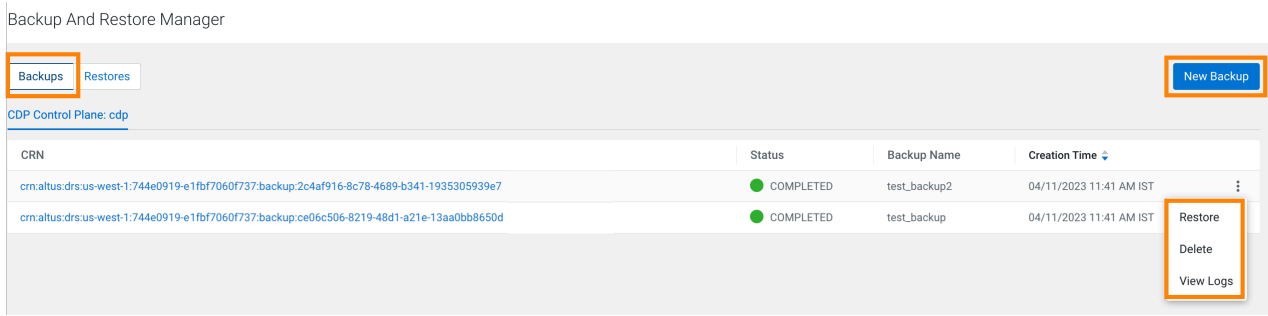 Backup And Restore Manager
Backups Restores New Backup
CDP Control Plane: cdp
CRN Status Backup Name Creation Time
crn:altus:drs:us-west-1:744e0919-e1fbf7060f737:backup:2c4af916-8c78-4689-b341-1935305939e7 COMPLETED test_backup2 04/11/2023 11:41 AM IST
crn:altus:drs:us-west-1:744e0919-e1fbf7060f737:backup:ce06c506-8219-48d1-a21e-13aa0bb8650d COMPLETED test_backup 04/11/2023 11:41 AM IST
Restore
Delete
View Logs